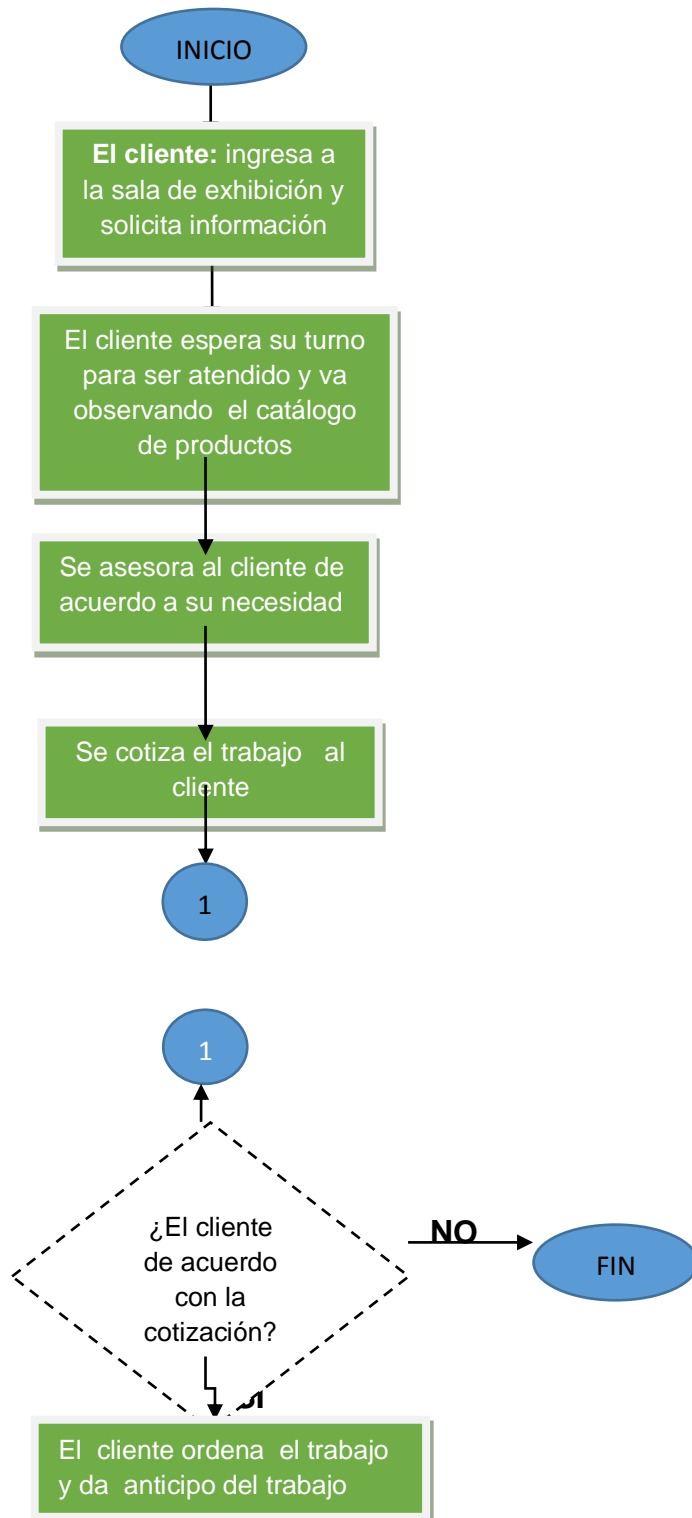 INICIO
El cliente: ingresa a
la sala de exhibición y
solicita información
El cliente espera su turno
para ser atendido y va
observando el catálogo
de productos
Se asesora al cliente de
acuerdo a su necesidad
Se cotiza el trabajo al
cliente
1
1
¿El cliente
de acuerdo
con la
cotización?
NO
FIN
SI
El cliente ordena el trabajo
y da anticipo del trabajo